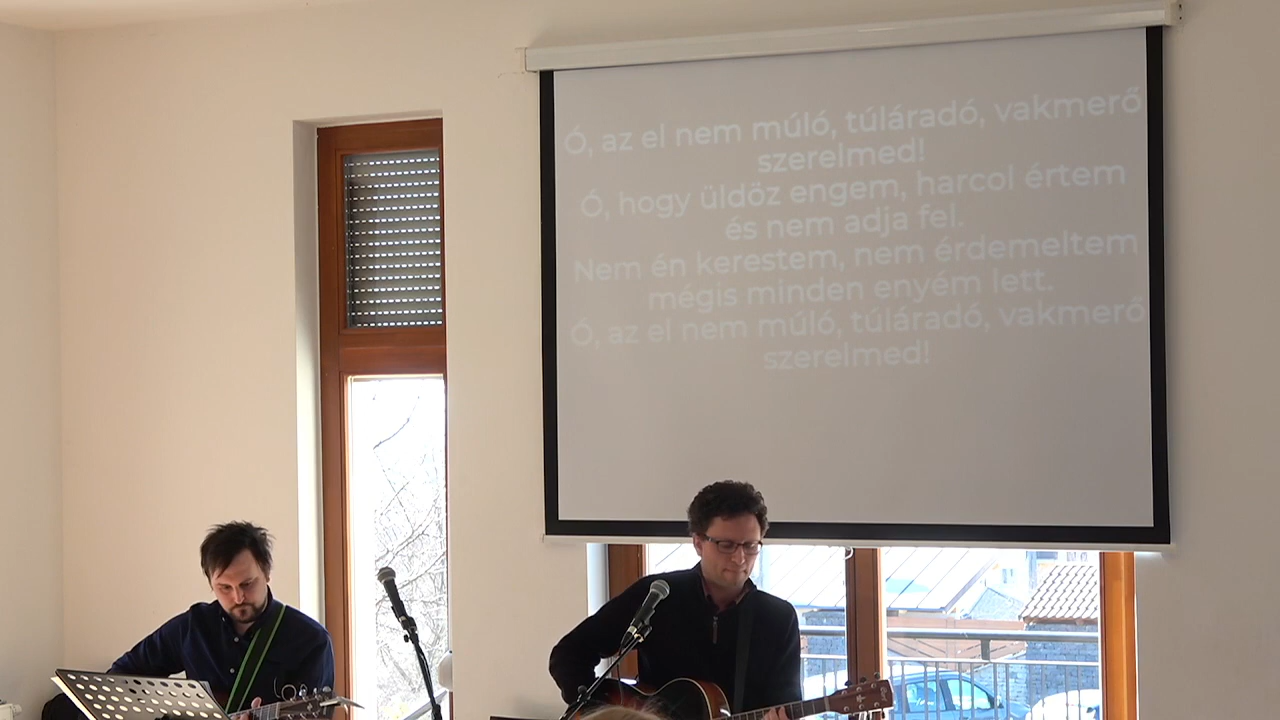 Ó, az el nem múló, túláradó, vakmerő
szerelmed!
Ó, hogy üldöz engem, harcol értem
és nem adja fel.
Nem én kerestem, nem érdemeltem
mégis minden enyém lett.
Ó, az el nem múló, túláradó, vakmerő
szerelmed!